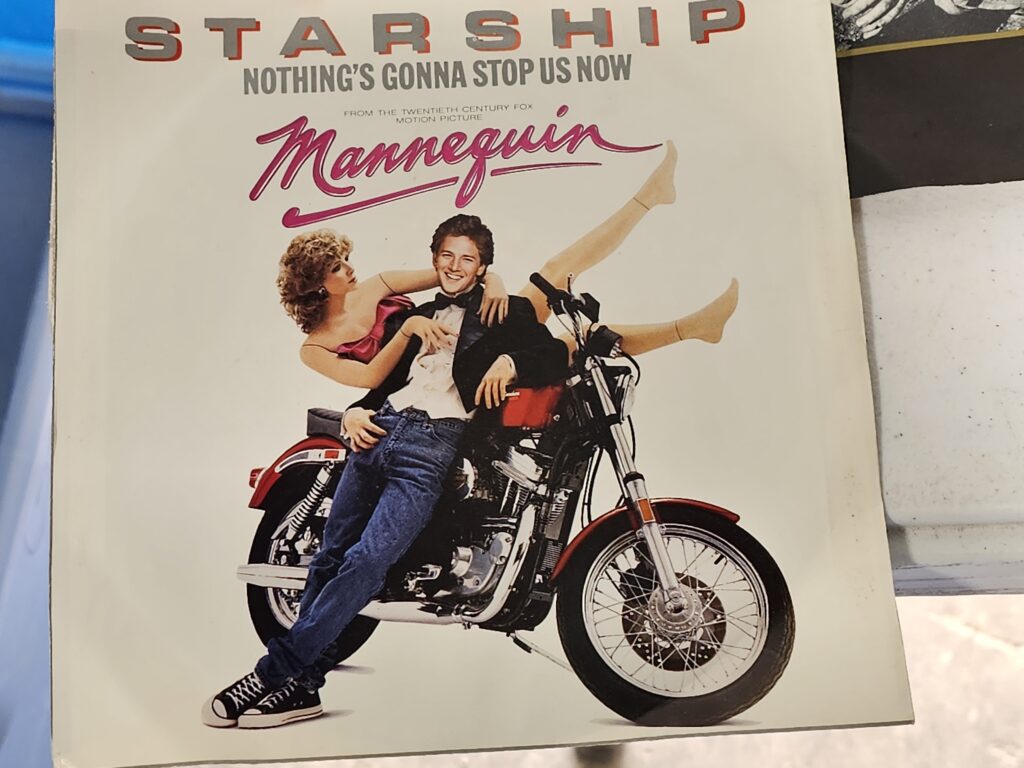 STARSHIP
NOTHING'S GONNA STOP US NOW
FROM THE TWENTIETH CENTURY FOX
MOTION PICTURE
Mannequin